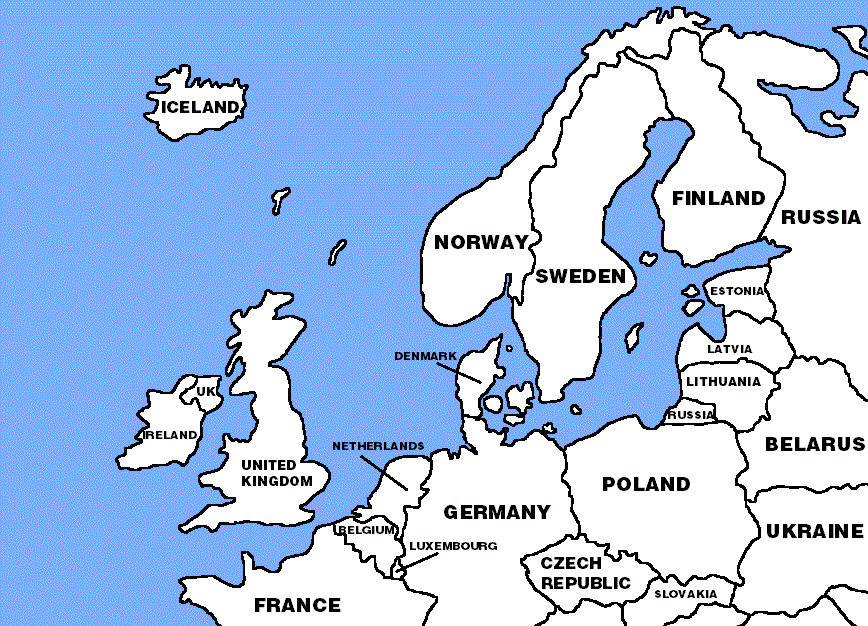 ICELAND
FINLAND
RUSSIA
NORWAY
SWEDEN
ESTONIA
LATVIA
DENMARK
LITHUANIA
UK
RUSSIA
IRELAND
BELARUS
NETHERLANDS
UNITED
KINGDOM
POLAND
GERMANY
BELGIUM
UKRAINE
LUXEMBOURG
CZECH
REPUBLIC
SLOVAKIA
FRANCE